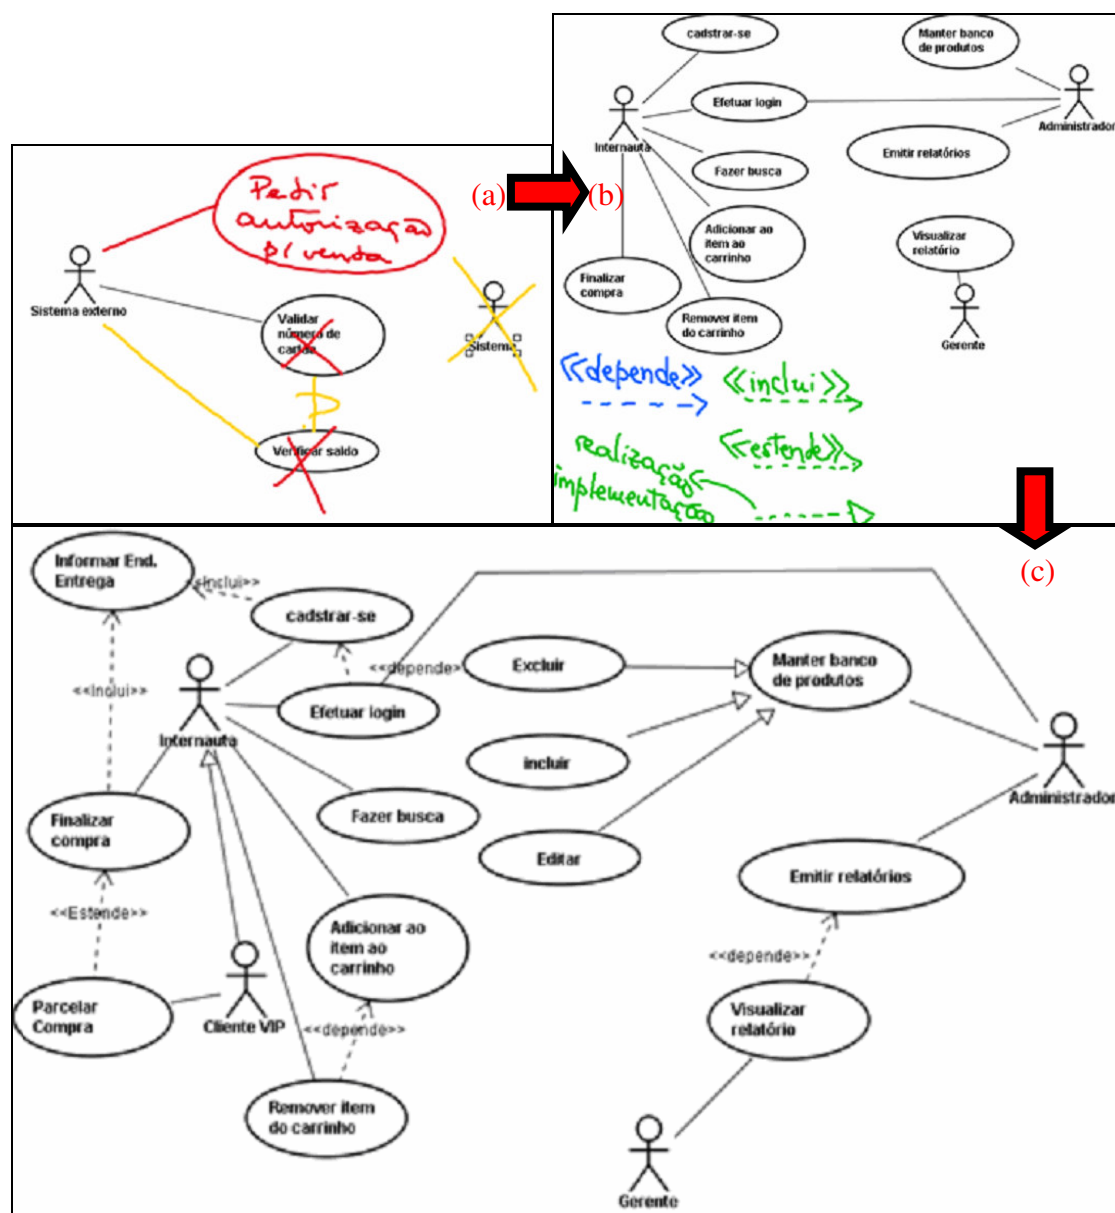 Pedir
autorização
p/ venda
Sistema externo
Validar
número de
cartão
Sistema
Verificar saldo
(a)
(b)
cadstrar-se
Manter banco
de produtos
Efetuar login
Internauta
Administrador
Emitir relatórios
Fazer busca
Adicionar ao
item ao
carrinho
Visualizar
relatório
Finalizar
compra
Remover item
do carrinho
Gerente
<<depende>>
<<inclui>>
<<estende>>
realização
implementação
(c)
Informar End.
Entrega
<<Inclui>>
cadstrar-se
<<depende>
Excluir
Manter banco
de produtos
<<Inclui>>
Efetuar login
Internauta
incluir
Administrador
Finalizar
compra
Fazer busca
Editar
Emitir relatórios
<<Estende>>
Adicionar ao
item ao
carrinho
<<depende>>
Parcelar
Compra
Cliente VIP
<<depende>>
Visualizar
relatório
Remover item
do carrinho
Gerente